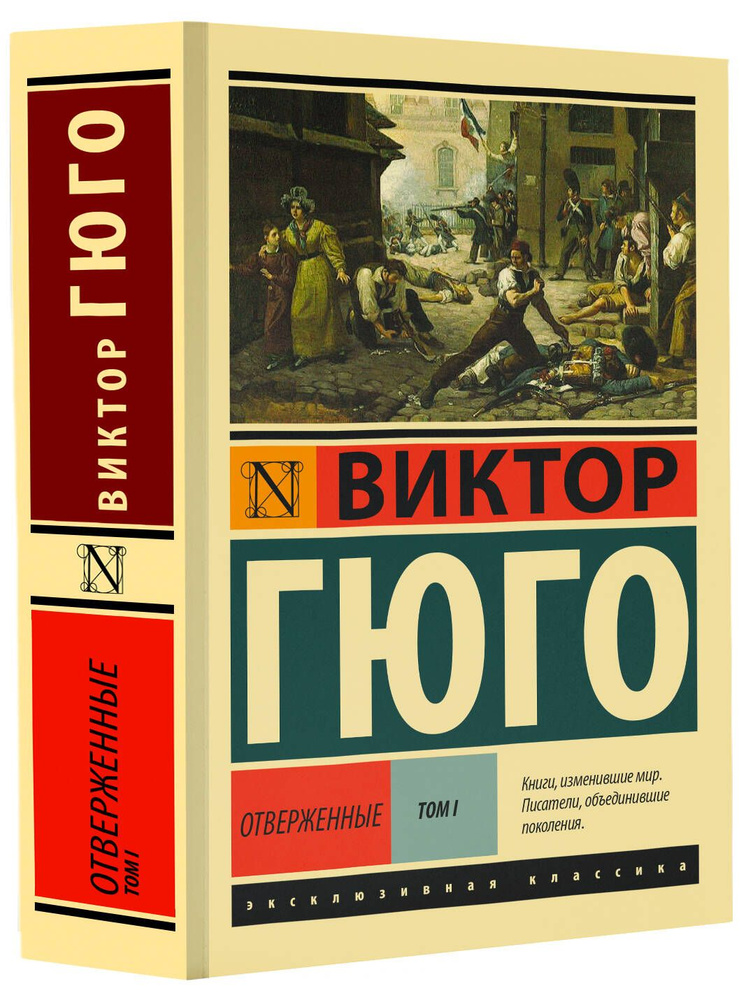 ВИКТОР ГЮГО
N
ОТВЕРЖЕННЫЕ
ТОМ I
N
ВИКТОР
ГЮГО
ОТВЕРЖЕННЫЕ
ТОМ I
Книги, изменившие мир.
Писатели, объединившие
поколения.
эксклюзивная классика